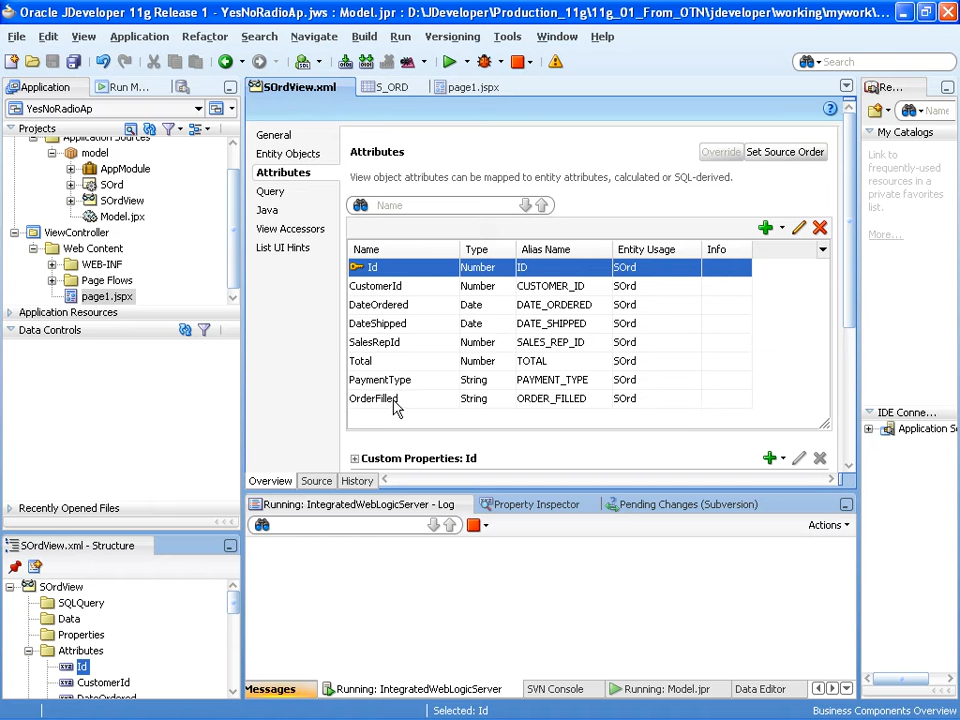 Oracle JDeveloper 11g Release 1 - YesNoRadioAp.jws : Model.jpr : D:\JDeveloper\Production_11g\11g_01_From_OTN\jdeveloper\working\mywork\...
File Edit View Application Refactor Search Navigate Build Run Versioning Tools Window Help
Search
Application Run M...
YesNoRadioAp
Projects
Application Sources
model
AppModule
SOrd
SOrdView
Model.jpx
ViewController
Web Content
WEB-INF
Page Flows
page1.jspx
Application Resources
Data Controls
Recently Opened Files
SOrdView.xml - Structure
SOrdView
SQLQuery
Data
Properties
Attributes
Id
CustomerId
DateOrdered
SOrdView.xml S_ORD page1.jspx
General
Entity Objects
Attributes
Query
Java
View Accessors
List UI Hints
Attributes
Override Set Source Order
View object attributes can be mapped to entity attributes, calculated or SQL-derived.
Name
Name Type Alias Name Entity Usage Info
Id Number ID SOrd
CustomerId Number CUSTOMER_ID SOrd
DateOrdered Date DATE_ORDERED SOrd
DateShipped Date DATE_SHIPPED SOrd
SalesRepId Number SALES_REP_ID SOrd
Total Number TOTAL SOrd
PaymentType String PAYMENT_TYPE SOrd
OrderFilled String ORDER_FILLED SOrd
Custom Properties: Id
Overview Source History
Running: IntegratedWebLogicServer - Log Property Inspector Pending Changes (Subversion)
Actions
Messages Running: IntegratedWebLogicServer SVN Console Running: Model.jpr Data Editor
Re...
Name
My Catalogs
Link to
frequently-used
resources in a
private favorites
list.
More...
IDE Conne...
Application S
Selected: Id
Business Components Overview